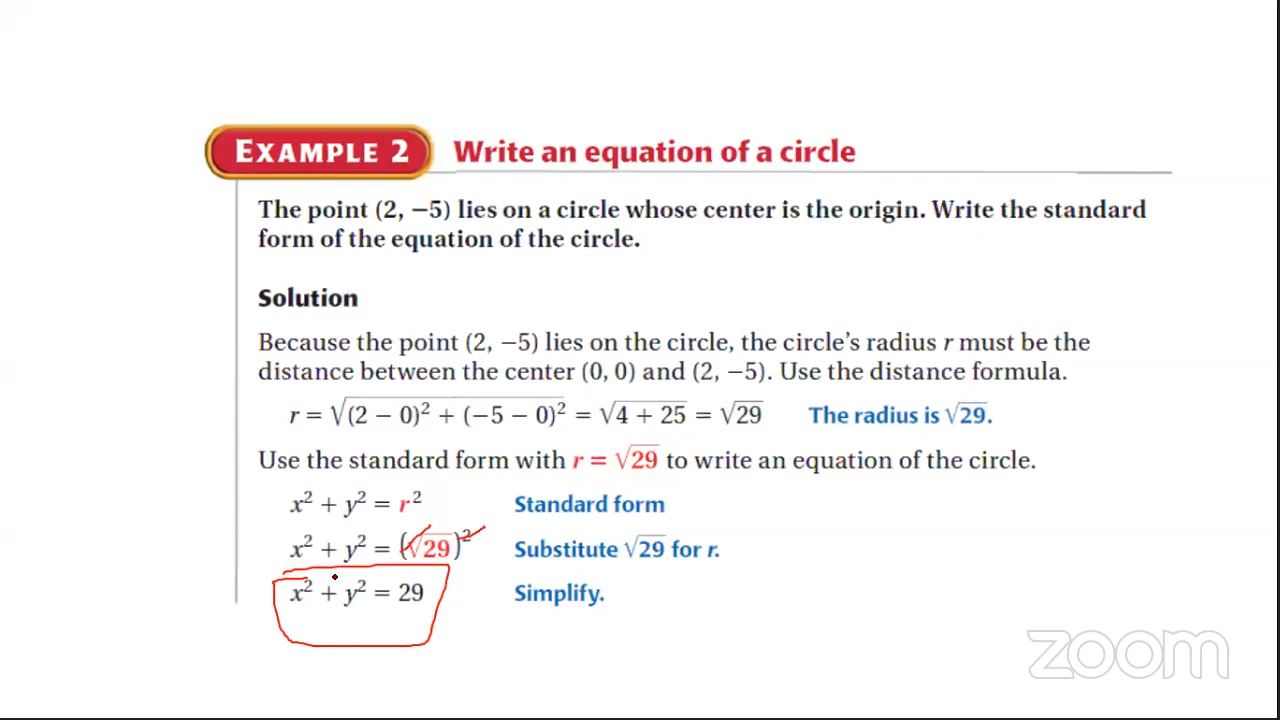 EXAMPLE 2 Write an equation of a circle
The point (2, −5) lies on a circle whose center is the origin. Write the standard
form of the equation of the circle.
Solution
Because the point (2, −5) lies on the circle, the circle's radius r must be the
distance between the center (0, 0) and (2, −5). Use the distance formula.
r = √(2 − 0)² + (−5 − 0)² = √4 + 25 = √29 The radius is √29.
Use the standard form with r = √29 to write an equation of the circle.
x² + y² = r² Standard form
x² + y² = (√29)² Substitute √29 for r.
x² + y² = 29 Simplify.
zoom